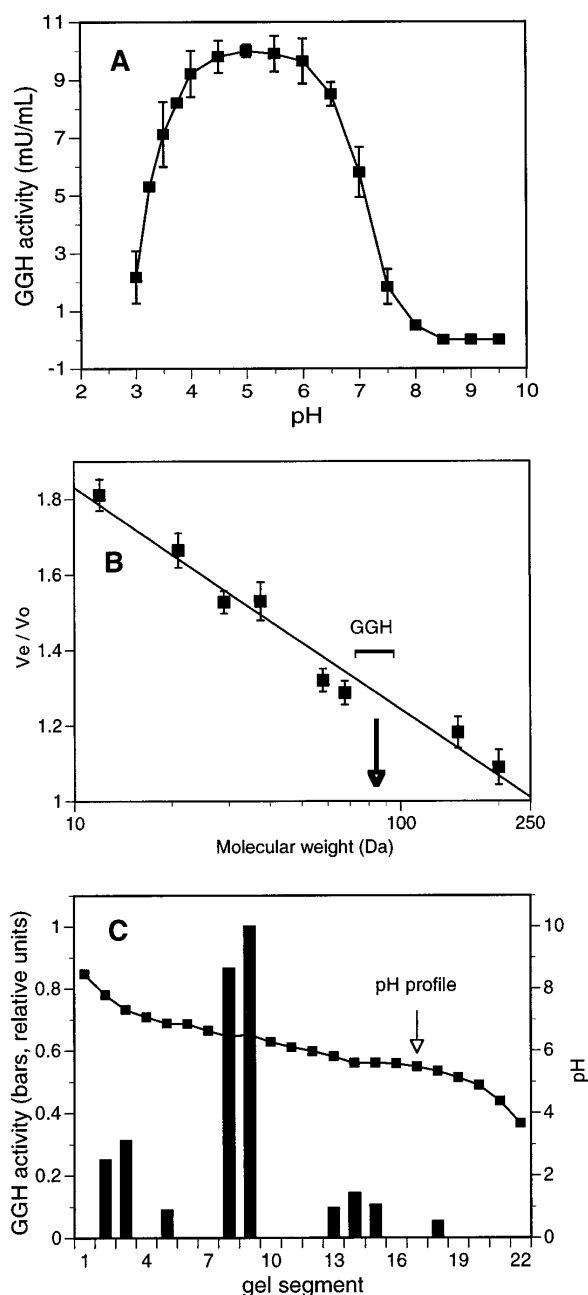 A
GGH activity (mU/mL)
11
9
7
5
3
1
-1
2 3 4 5 6 7 8 9 10
pH
B
GGH
Ve / Vo
1.8
1.6
1.4
1.2
1
10 100 250
Molecular weight (Da)
C
pH profile
GGH activity (bars, relative units)
1
0.8
0.6
0.4
0.2
0
10
8
6
4
2
0
pH
1 4 7 10 13 16 19 22
gel segment